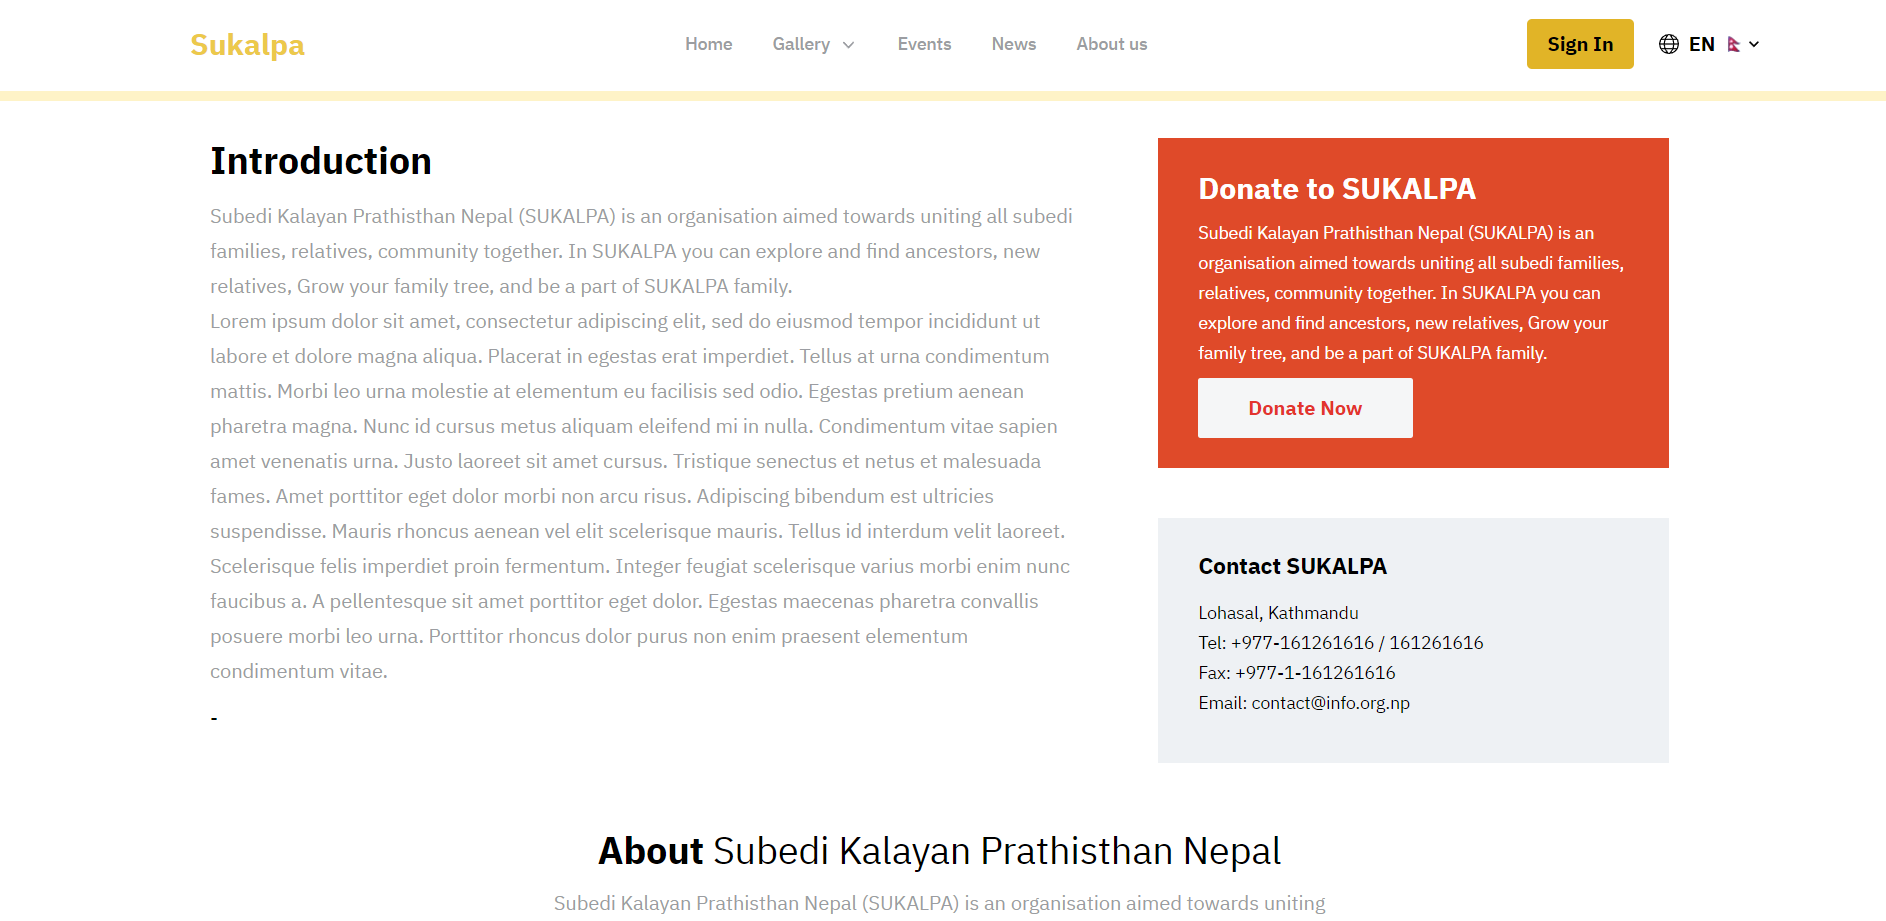 Sukalpa
Home Gallery Events News About us
Sign In
EN
Introduction
Subedi Kalayan Prathisthan Nepal (SUKALPA) is an organisation aimed towards uniting all subedi
families, relatives, community together. In SUKALPA you can explore and find ancestors, new
relatives, Grow your family tree, and be a part of SUKALPA family.
Lorem ipsum dolor sit amet, consectetur adipiscing elit, sed do eiusmod tempor incididunt ut
labore et dolore magna aliqua. Placerat in egestas erat imperdiet. Tellus at urna condimentum
mattis. Morbi leo urna molestie at elementum eu facilisis sed odio. Egestas pretium aenean
pharetra magna. Nunc id cursus metus aliquam eleifend mi in nulla. Condimentum vitae sapien
amet venenatis urna. Justo laoreet sit amet cursus. Tristique senectus et netus et malesuada
fames. Amet porttitor eget dolor morbi non arcu risus. Adipiscing bibendum est ultricies
suspendisse. Mauris rhoncus aenean vel elit scelerisque mauris. Tellus id interdum velit laoreet.
Scelerisque felis imperdiet proin fermentum. Integer feugiat scelerisque varius morbi enim nunc
faucibus a. A pellentesque sit amet porttitor eget dolor. Egestas maecenas pharetra convallis
posuere morbi leo urna. Porttitor rhoncus dolor purus non enim praesent elementum
condimentum vitae.
-
Donate to SUKALPA
Subedi Kalayan Prathisthan Nepal (SUKALPA) is an
organisation aimed towards uniting all subedi families,
relatives, community together. In SUKALPA you can
explore and find ancestors, new relatives, Grow your
family tree, and be a part of SUKALPA family.
Donate Now
Contact SUKALPA
Lohasal, Kathmandu
Tel: +977-161261616 / 161261616
Fax: +977-1-161261616
Email: contact@info.org.np
About Subedi Kalayan Prathisthan Nepal
Subedi Kalayan Prathisthan Nepal (SUKALPA) is an organisation aimed towards uniting